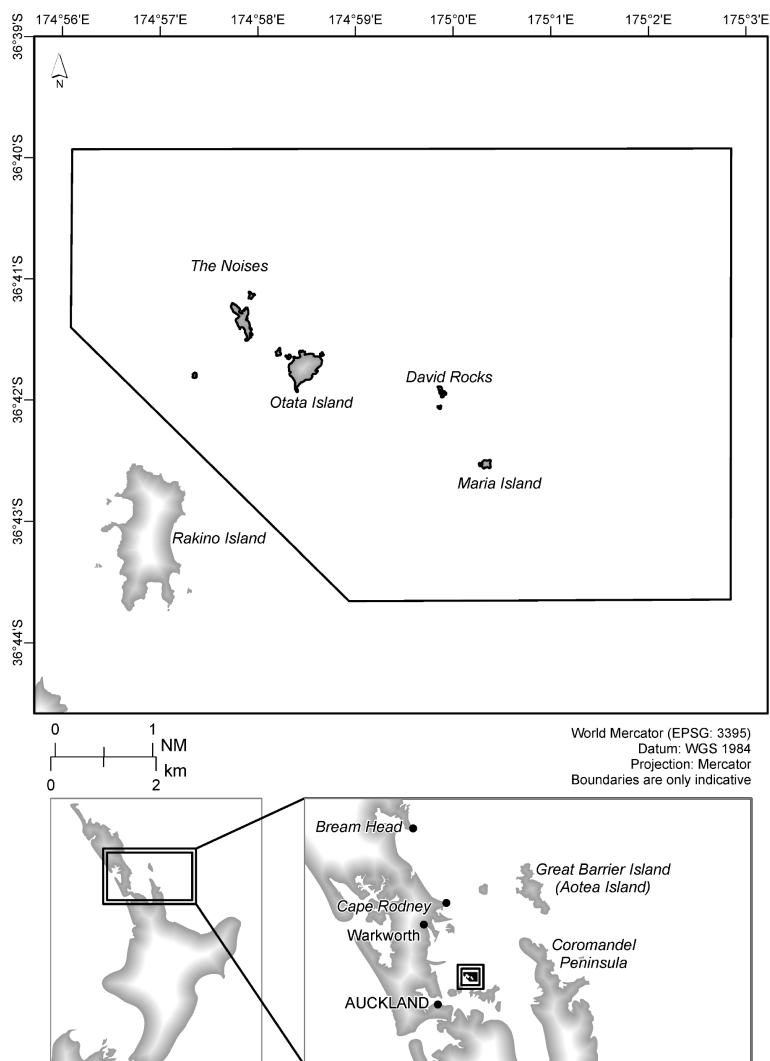 174°56'E 174°57'E 174°58'E 174°59'E 175°0'E 175°1'E 175°2'E 175°3'E
36°39'S
N
36°40'S
The Noises
36°41'S
David Rocks
36°42'S
Otata Island
Maria Island
36°43'S
Rakino Island
36°44'S
0 1
NM
km
0 2
World Mercator (EPSG: 3395)
Datum: WGS 1984
Projection: Mercator
Boundaries are only indicative
Bream Head
Great Barrier Island
(Aotea Island)
Cape Rodney
Warkworth
Coromandel
Peninsula
AUCKLAND